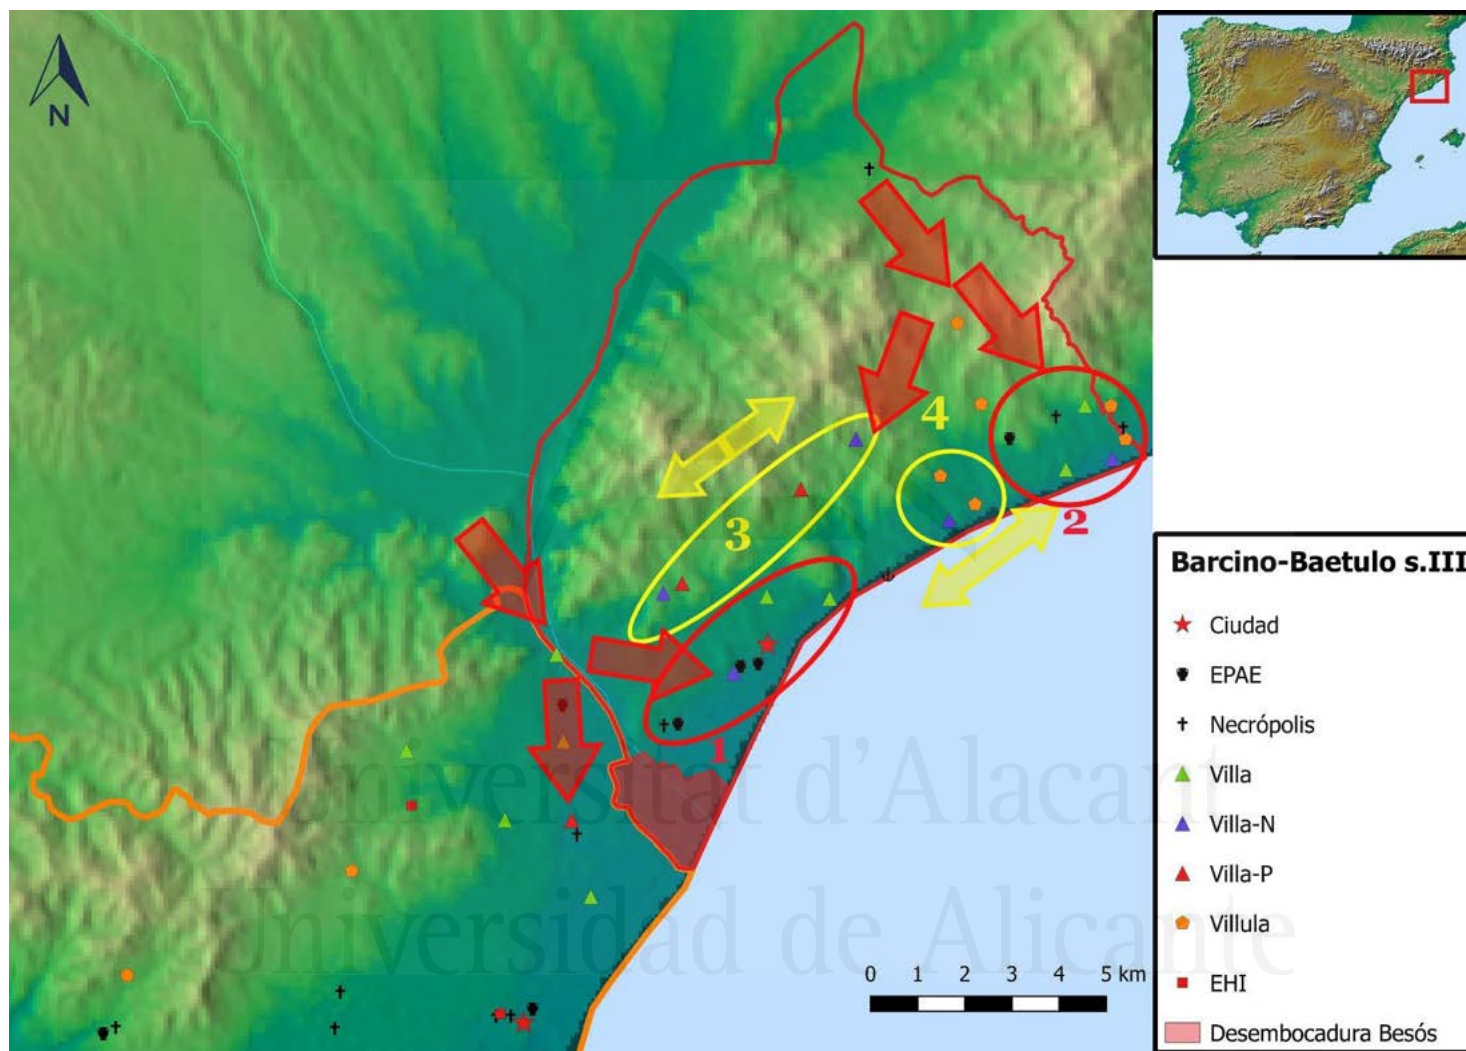 N
4
3
2
1
Universitat d'Alacant
Universidad de Alicante
0 1 2 3 4 5 km
Barcino-Baetulo s.III
Ciudad
EPAE
Necrópolis
Villa
Villa-N
Villa-P
Villula
EHI
Desembocadura Besós